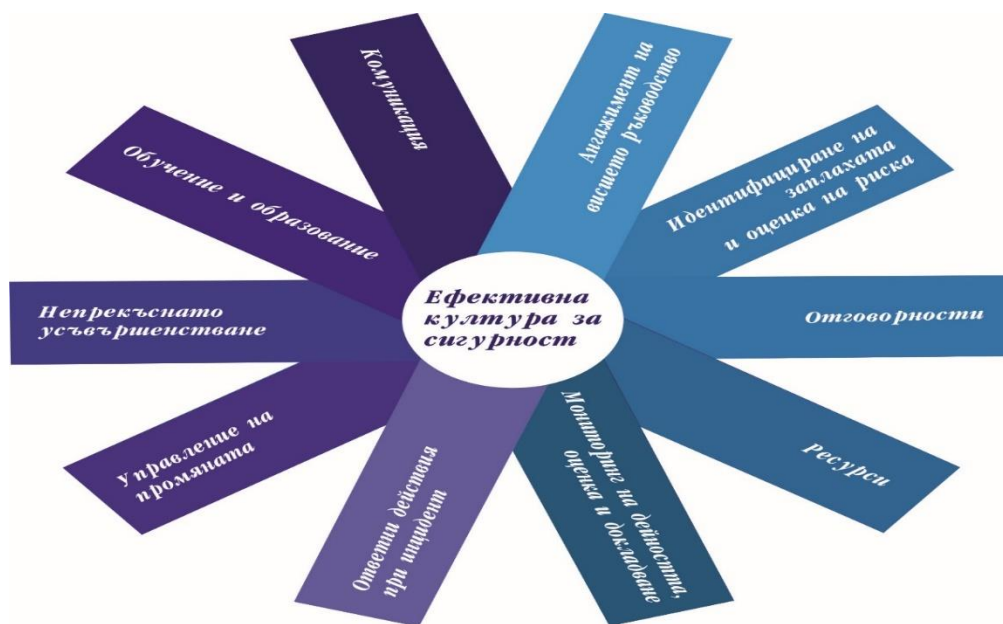 Комуникация
Ангажимент на
висшето ръководство
Идентифициране на
заплахата
и оценка на риска
Отговорности
Ресурси
Мониторинг на дейността,
оценка и докладване
Ответни действия
при инцидент
Управление на
промяната
Непрекъснато
усъвършенстване
Обучение и образование
Ефективна
култура за
сигурност